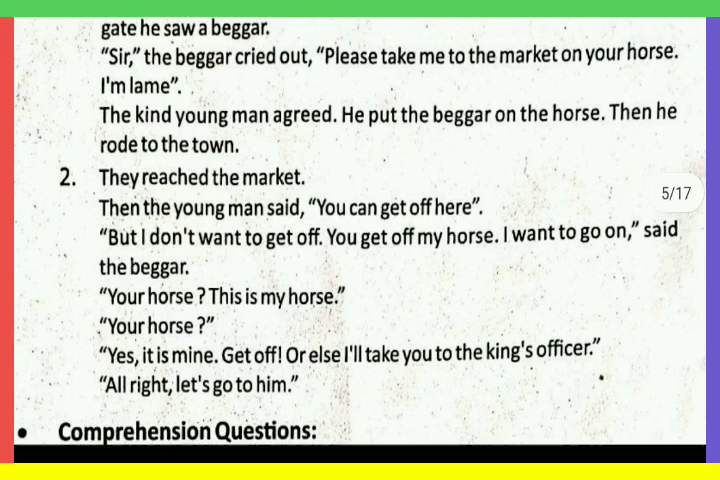 gate he saw a beggar.
“Sir,” the beggar cried out, “Please take me to the market on your horse.
I'm lame”.
The kind young man agreed. He put the beggar on the horse. Then he
rode to the town.
2. They reached the market.
5/17
Then the young man said, “You can get off here”.
“But I don't want to get off. You get off my horse. I want to go on,” said
the beggar.
“Your horse ? This is my horse.”
“Your horse ?”
“Yes, it is mine. Get off! Or else I'll take you to the king's officer.”
“All right, let's go to him.”
• Comprehension Questions: